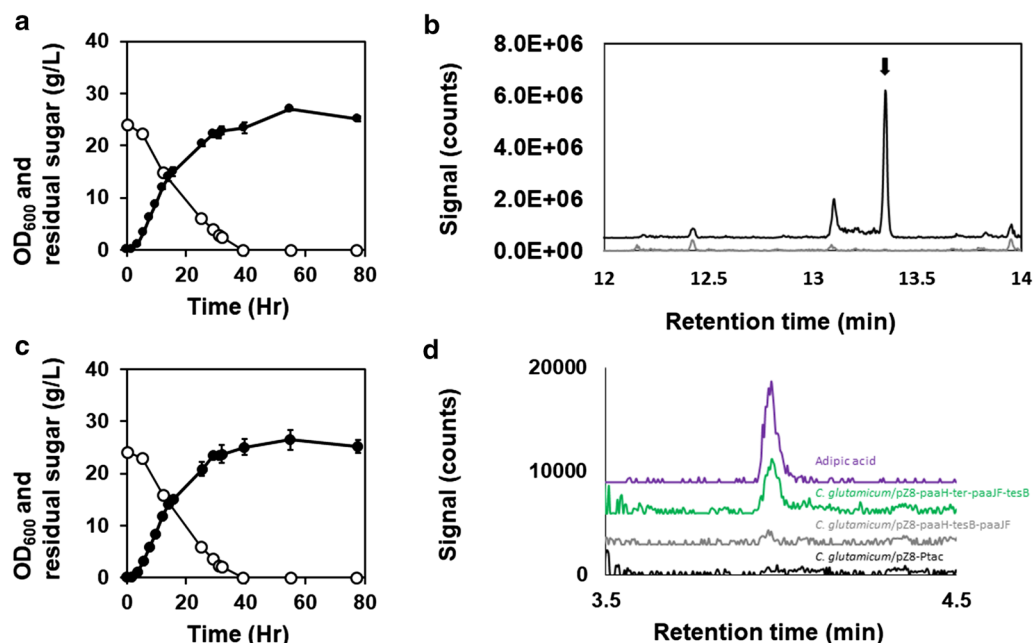 a
40
30
20
10
0
0 20 40 60 80
OD600 and
residual sugar (g/L)
Time (Hr)
b
8.0E+06
6.0E+06
4.0E+06
2.0E+06
0.0E+00
12 12.5 13 13.5 14
Signal (counts)
Retention time (min)
c
40
30
20
10
0
0 20 40 60 80
OD600 and
residual sugar (g/L)
Time (Hr)
d
20000
10000
0
3.5 4.5
Signal (counts)
Adipic acid
C. glutamicum/pZ8-paaH-ter-paaJF-tesB
C. glutamicum/pZ8-paaH-tesB-paaJF
C. glutamicum/pZ8-Ptac
Retention time (min)